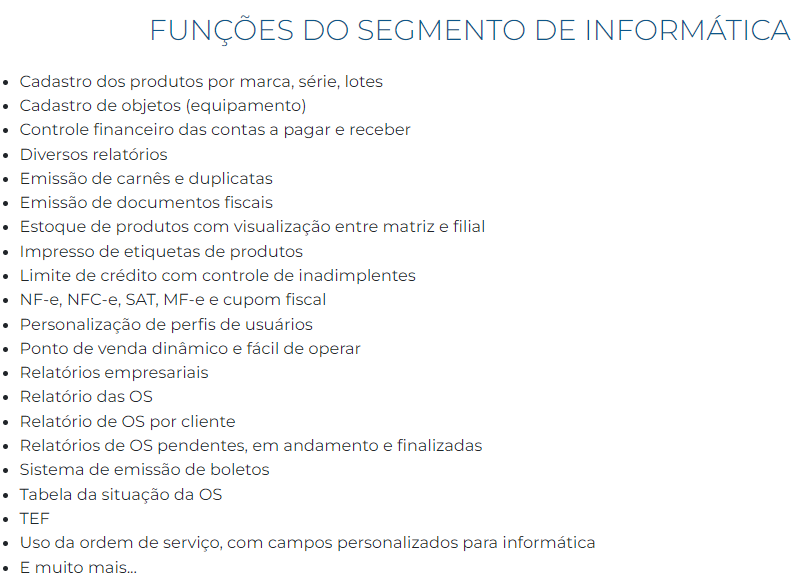 FUNÇÕES DO SEGMENTO DE INFORMÁTICA
• Cadastro dos produtos por marca, série, lotes
• Cadastro de objetos (equipamento)
• Controle financeiro das contas a pagar e receber
• Diversos relatórios
• Emissão de carnês e duplicatas
• Emissão de documentos fiscais
• Estoque de produtos com visualização entre matriz e filial
• Impresso de etiquetas de produtos
• Limite de crédito com controle de inadimplentes
• NF-e, NFC-e, SAT, MF-e e cupom fiscal
• Personalização de perfis de usuários
• Ponto de venda dinâmico e fácil de operar
• Relatórios empresariais
• Relatório das OS
• Relatório de OS por cliente
• Relatórios de OS pendentes, em andamento e finalizadas
• Sistema de emissão de boletos
• Tabela da situação da OS
• TEF
• Uso da ordem de serviço, com campos personalizados para informática
• E muito mais...